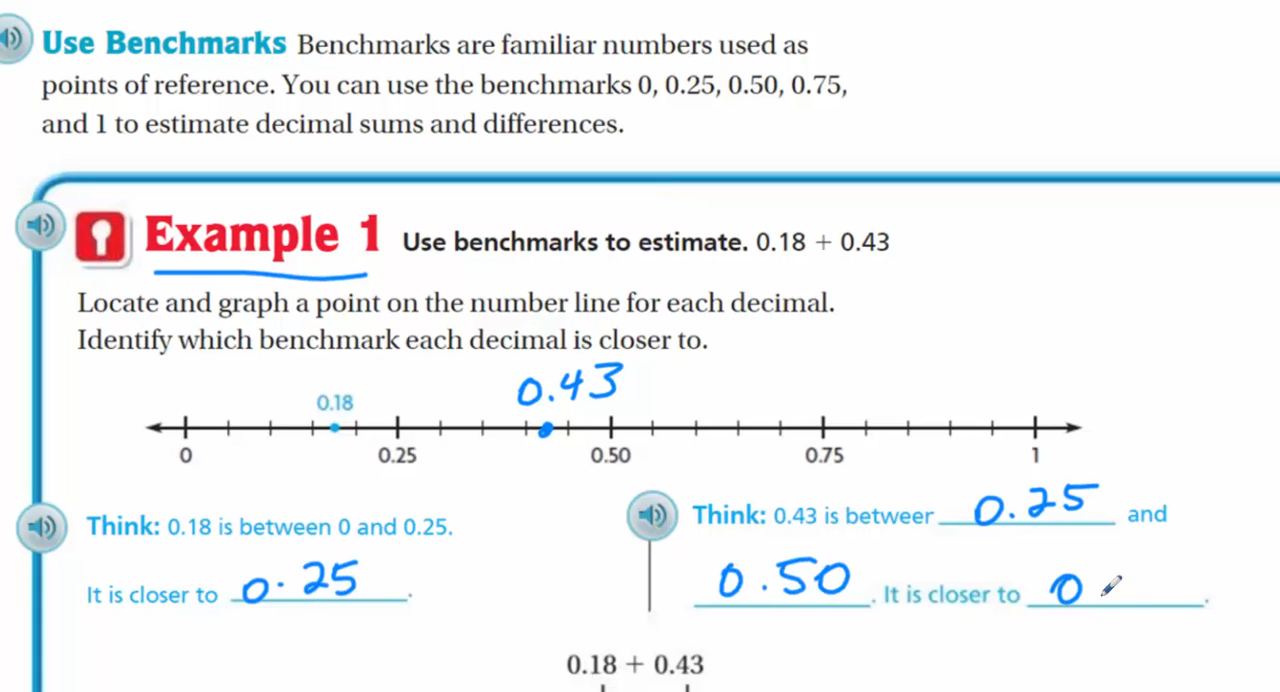 Use Benchmarks Benchmarks are familiar numbers used as
points of reference. You can use the benchmarks 0, 0.25, 0.50, 0.75,
and 1 to estimate decimal sums and differences.
Example 1 Use benchmarks to estimate. 0.18 + 0.43
Locate and graph a point on the number line for each decimal.
Identify which benchmark each decimal is closer to.
0.18 0.43
0 0.25 0.50 0.75 1
Think: 0.18 is between 0 and 0.25.
It is closer to 0.25.
Think: 0.43 is betweer 0.25 and
0.50. It is closer to 0.
0.18 + 0.43